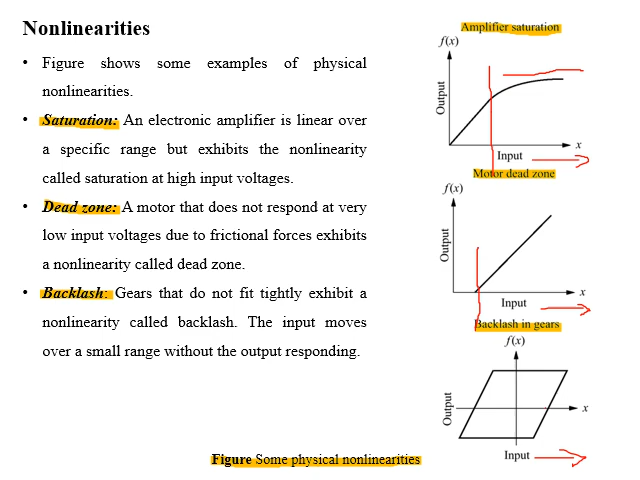 Nonlinearities
• Figure shows some examples of physical
nonlinearities.
• Saturation: An electronic amplifier is linear over
a specific range but exhibits the nonlinearity
called saturation at high input voltages.
• Dead zone: A motor that does not respond at very
low input voltages due to frictional forces exhibits
a nonlinearity called dead zone.
• Backlash: Gears that do not fit tightly exhibit a
nonlinearity called backlash. The input moves
over a small range without the output responding.
Amplifier saturation
f(x)
Output
x
Input
Motor dead zone
f(x)
Output
x
Input
Backlash in gears
f(x)
Output
x
Input
Figure Some physical nonlinearities